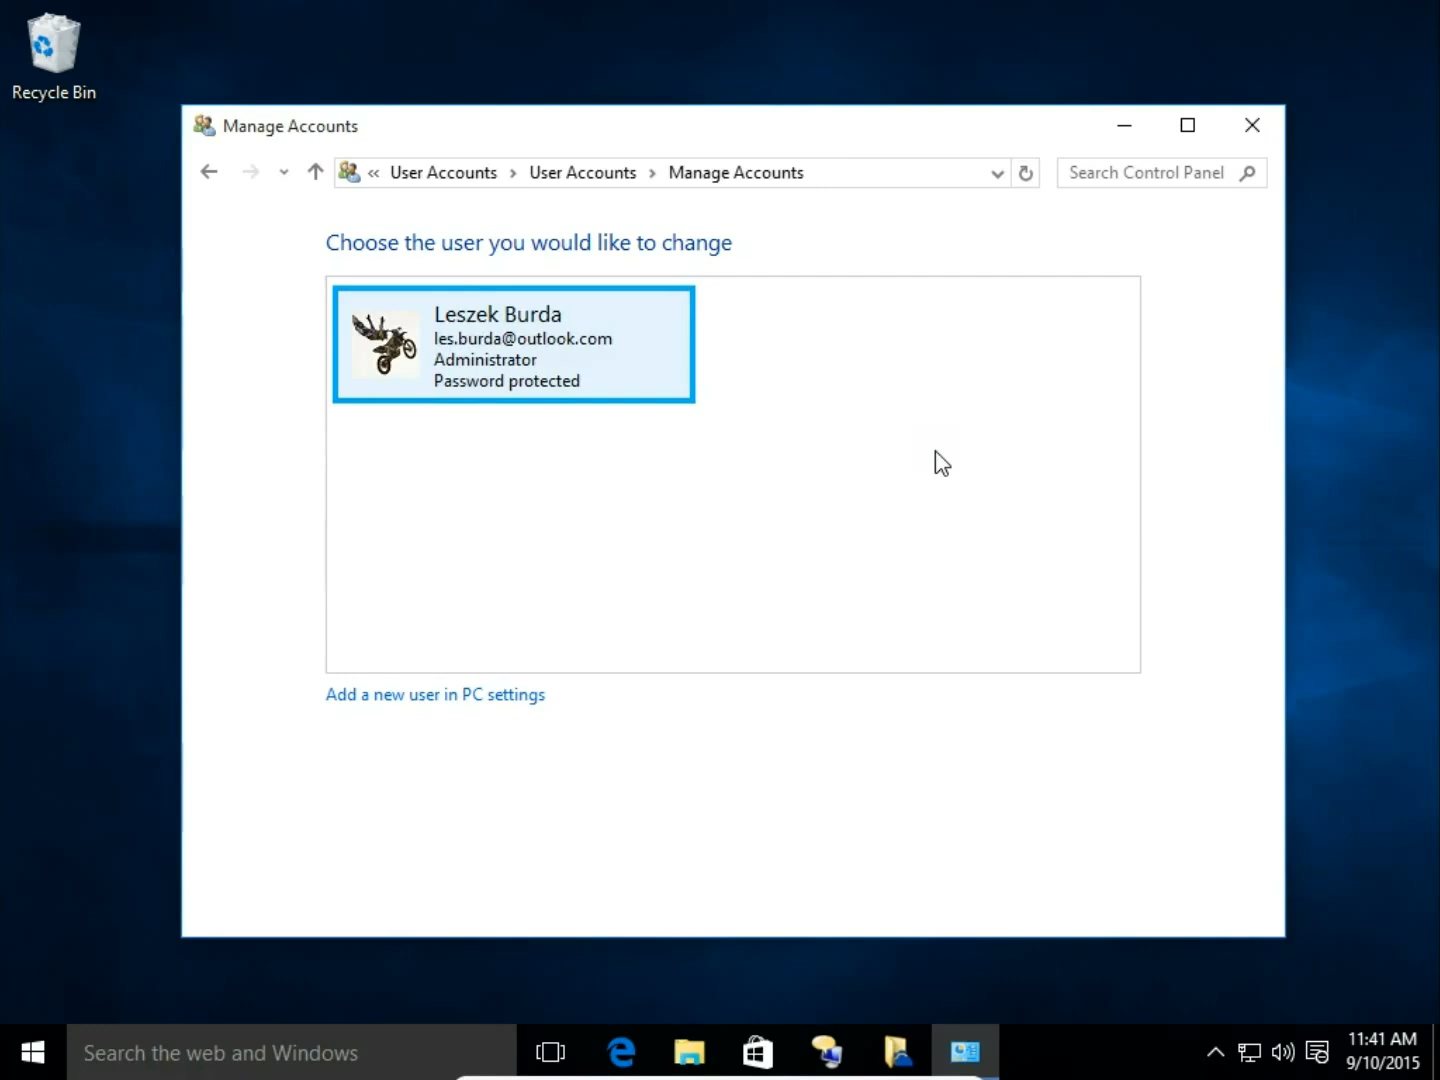 Recycle Bin
Manage Accounts
« User Accounts › User Accounts › Manage Accounts
Search Control Panel
Choose the user you would like to change
Leszek Burda
les.burda@outlook.com
Administrator
Password protected
Add a new user in PC settings
Search the web and Windows
11:41 AM
9/10/2015